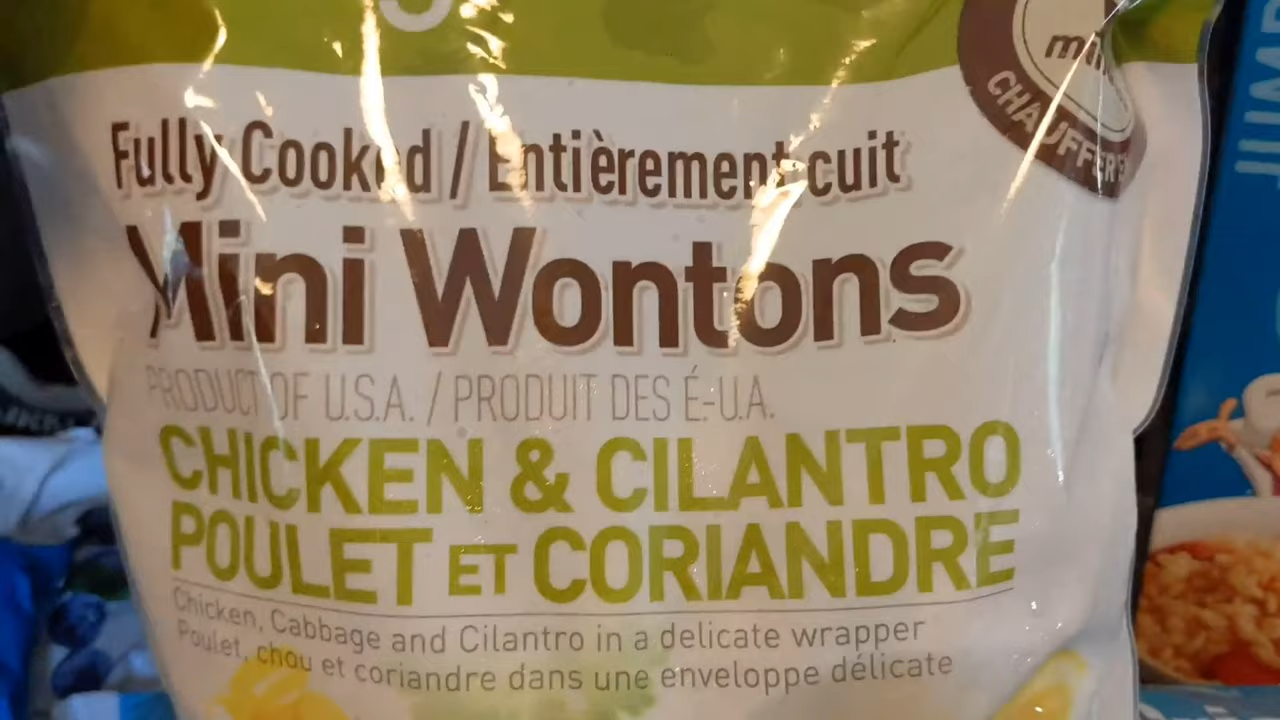 Fully Cooked / Entièrement cuit
Mini Wontons
PRODUCT OF U.S.A. / PRODUIT DES É-U.A.
CHICKEN & CILANTRO
POULET ET CORIANDRE
Chicken, Cabbage and Cilantro in a delicate wrapper
Poulet, chou et coriandre dans une enveloppe délicate
CHAUFFER